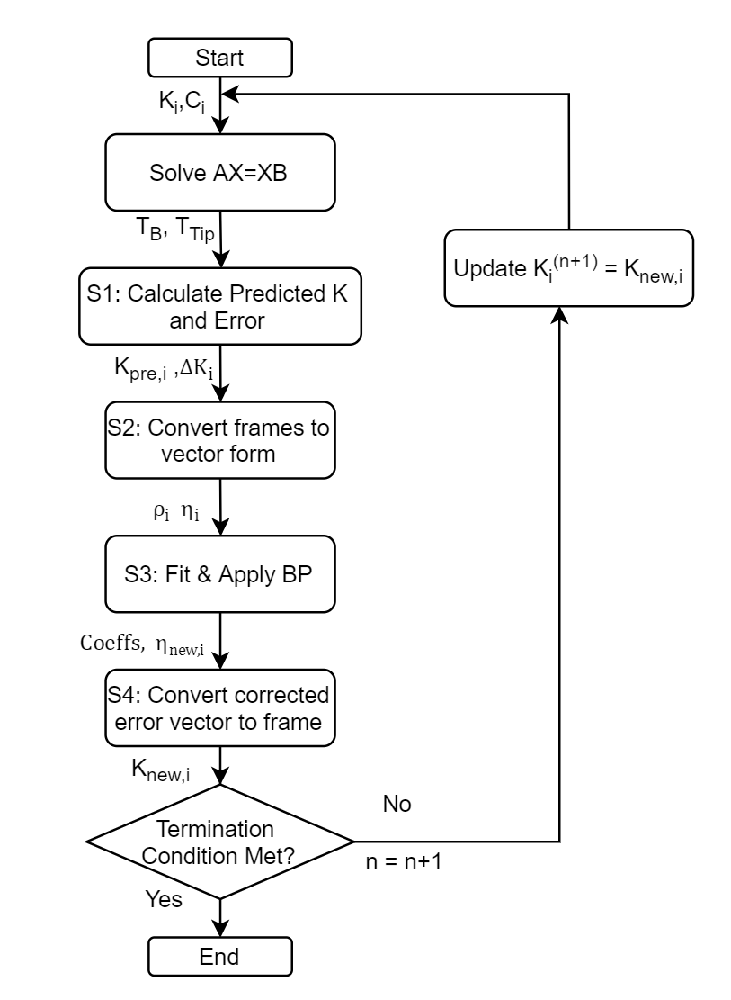 Start
K_i,C_i
Solve AX=XB
T_B, T_Tip
S1: Calculate Predicted K
and Error
K_pre,i ,ΔK_i
S2: Convert frames to
vector form
ρ_i η_i
S3: Fit & Apply BP
Coeffs, η_new,i
S4: Convert corrected
error vector to frame
K_new,i
Termination
Condition Met?
No
n = n+1
Update K_i^(n+1) = K_new,i
Yes
End